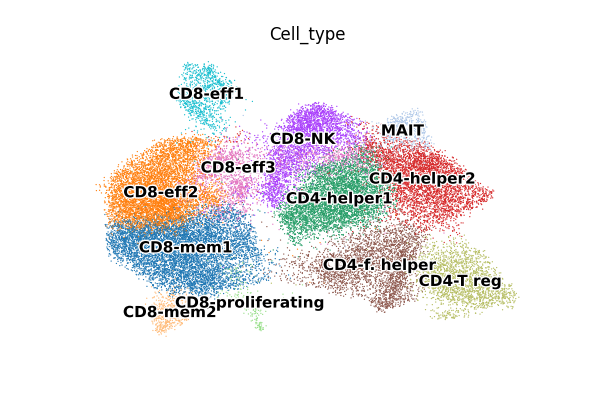 Cell_type
CD8-eff1
MAIT
CD8-NK
CD8-eff3
CD4-helper2
CD8-eff2
CD4-helper1
CD8-mem1
CD4-f. helper
CD4-T reg
CD8-proliferating
CD8-mem2